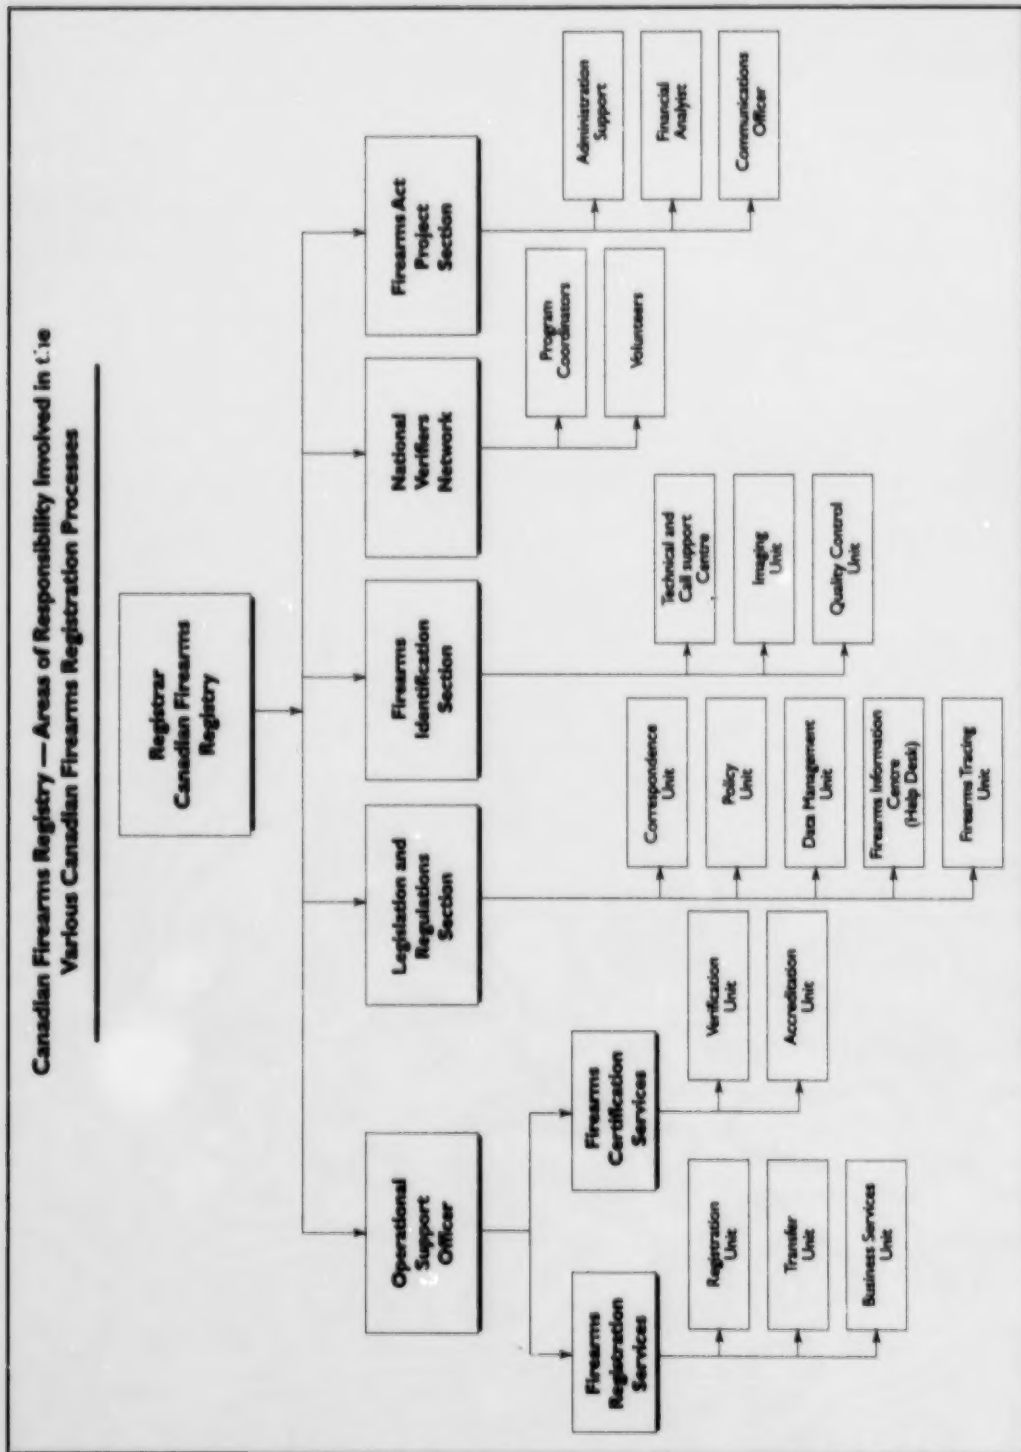 Canadian Firearms Registry — Areas of Responsibility Involved in the
Various Canadian Firearms Registration Processes
Registrar
Canadian Firearms
Registry
Operational
Support
Officer
Legislation and
Regulations
Section
Firearms
Identification
Section
National
Verifiers
Network
Firearms Act
Project
Section
Firearms
Registration
Services
Firearms
Certification
Services
Registration
Unit
Transfer
Unit
Business Services
Unit
Verification
Unit
Accreditation
Unit
Correspondence
Unit
Policy
Unit
Data Management
Unit
Firearms Information
Centre
(Help Desk)
Firearms Tracing
Unit
Technical and
Call support
Centre
Imaging
Unit
Quality Control
Unit
Program
Coordinators
Volunteers
Administration
Support
Financial
Analyist
Communications
Officer